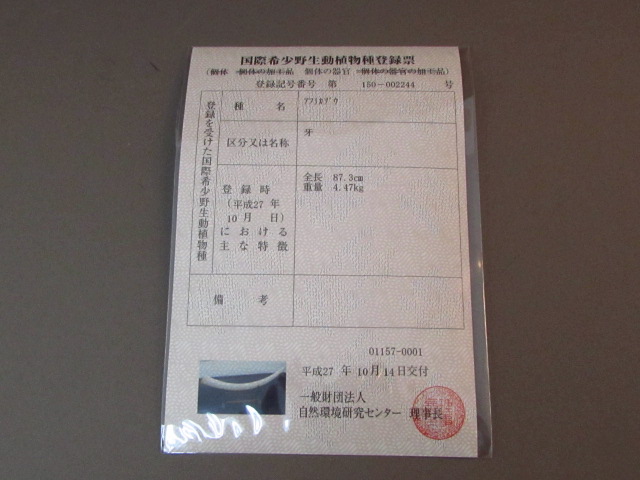 国際希少野生動植物種登録票
(個体 個体の加工品 個体の器官 個体の器官の加工品)
登録記号番号 第 150-002244 号
登録を受けた国際希少野生動植物種
種 名 アフリカゾウ
区分又は名称 牙
登 録 時
(平成27 年
10 月 日)
に お け る
主 な 特 徴
全長 87.3cm
重量 4.47kg
備 考
01157-0001
平成27 年 10 月 14 日交付
一般財団法人
自然環境研究センター 理事長